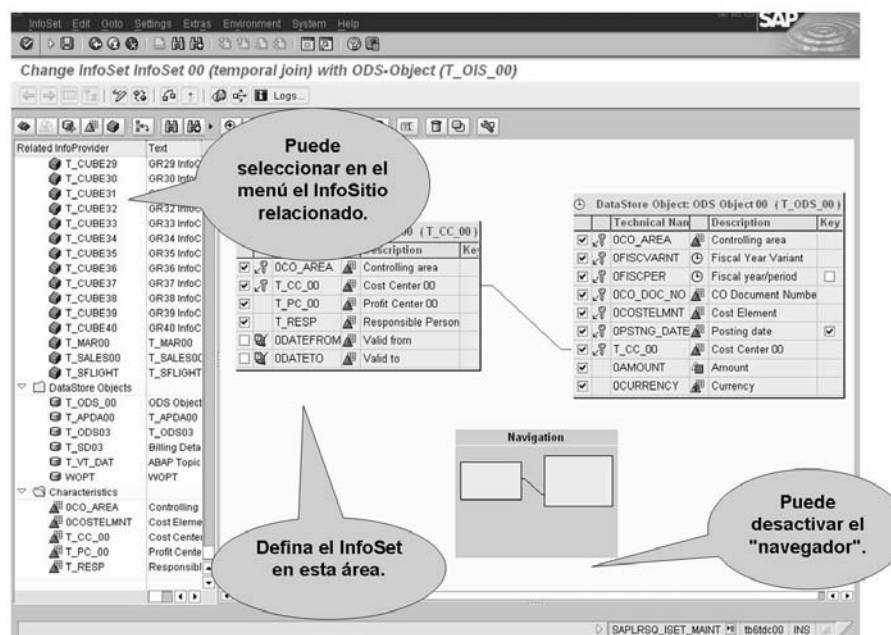 InfoSet Edit Goto Settings Extras Environment System Help
SAP
Change InfoSet InfoSet 00 (temporal join) with ODS-Object (T_OIS_00)
Logs...
Related InfoProvider Text
T_CUBE29 GR29 InfoC
T_CUBE30 GR30 InfoC
T_CUBE31
T_CUBE32 GR32 InfoC
T_CUBE33 GR33 InfoC
T_CUBE34 GR34 InfoC
T_CUBE35 GR35 InfoC
T_CUBE36 GR36 InfoC
T_CUBE37 GR37 InfoC
T_CUBE38 GR38 InfoC
T_CUBE39 GR39 InfoC
T_CUBE40 GR40 InfoC
T_MAR00 T_MAR00
T_SALES00 T_SALES0C
T_SFLIGHT T_SFLIGHT
DataStore Objects
T_ODS_00 ODS Object
T_APDA00 T_APDA00
T_ODS03 T_ODS03
T_SD03 Billing Deta
T_VT_DAT ABAP Topic
WOPT WOPT
Characteristics
0CO_AREA Controlling
0COSTELMNT Cost Eleme
T_CC_00 Cost Center
T_PC_00 Profit Cente
T_RESP Responsibl
Puede
seleccionar en el
menú el InfoSitio
relacionado.
00 ( T_CC_00 )
Description Key
0CO_AREA Controlling area
T_CC_00 Cost Center 00
T_PC_00 Profit Center 00
T_RESP Responsible Person
0DATEFROM Valid from
0DATETO Valid to
DataStore Object: ODS Object 00 ( T_ODS_00 )
Technical Nan Description Key
0CO_AREA Controlling area
0FISCVARNT Fiscal Year Variant
0FISCPER Fiscal year/period
0CO_DOC_NO CO Document Numbe
0COSTELMNT Cost Element
0PSTNG_DATE Posting date
T_CC_00 Cost Center 00
0AMOUNT Amount
0CURRENCY Currency
Navigation
Defina el InfoSet
en esta área.
Puede
desactivar el
"navegador".
SAPLRSQ_ISET_MAINT tb6tdc00 INS